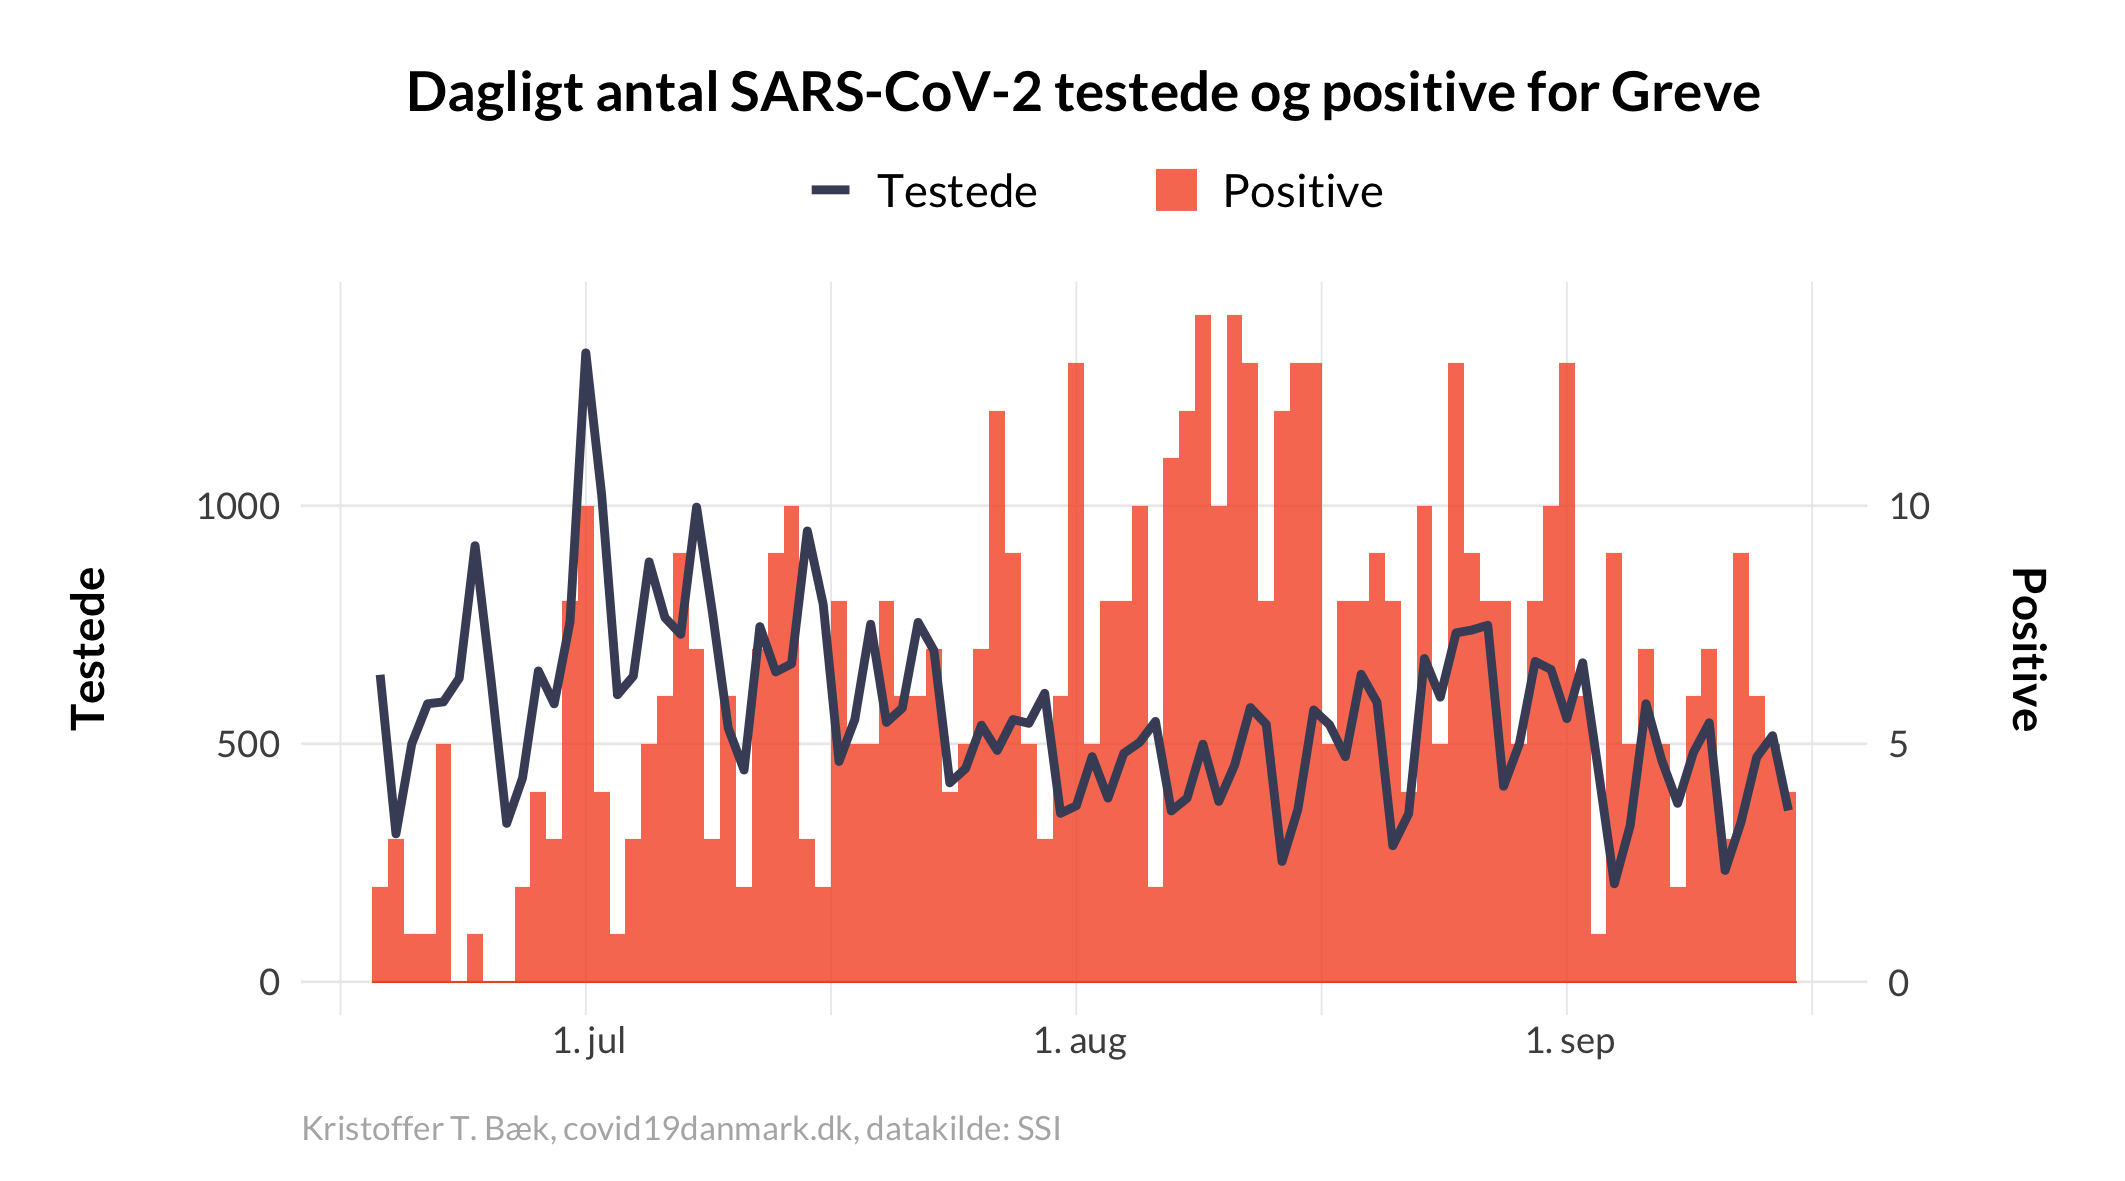 Dagligt antal SARS-CoV-2 testede og positive for Greve
Testede Positive
1000
500
0
Testede
10
5
0
Positive
1. jul 1. aug 1. sep
Kristoffer T. Bæk, covid19danmark.dk, datakilde: SSI